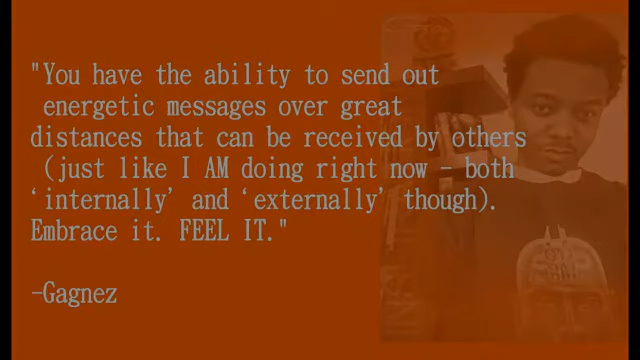 "You have the ability to send out
energetic messages over great
distances that can be received by others
(just like I AM doing right now – both
‘internally’ and ‘externally’ though).
Embrace it. FEEL IT."
-Gagnez